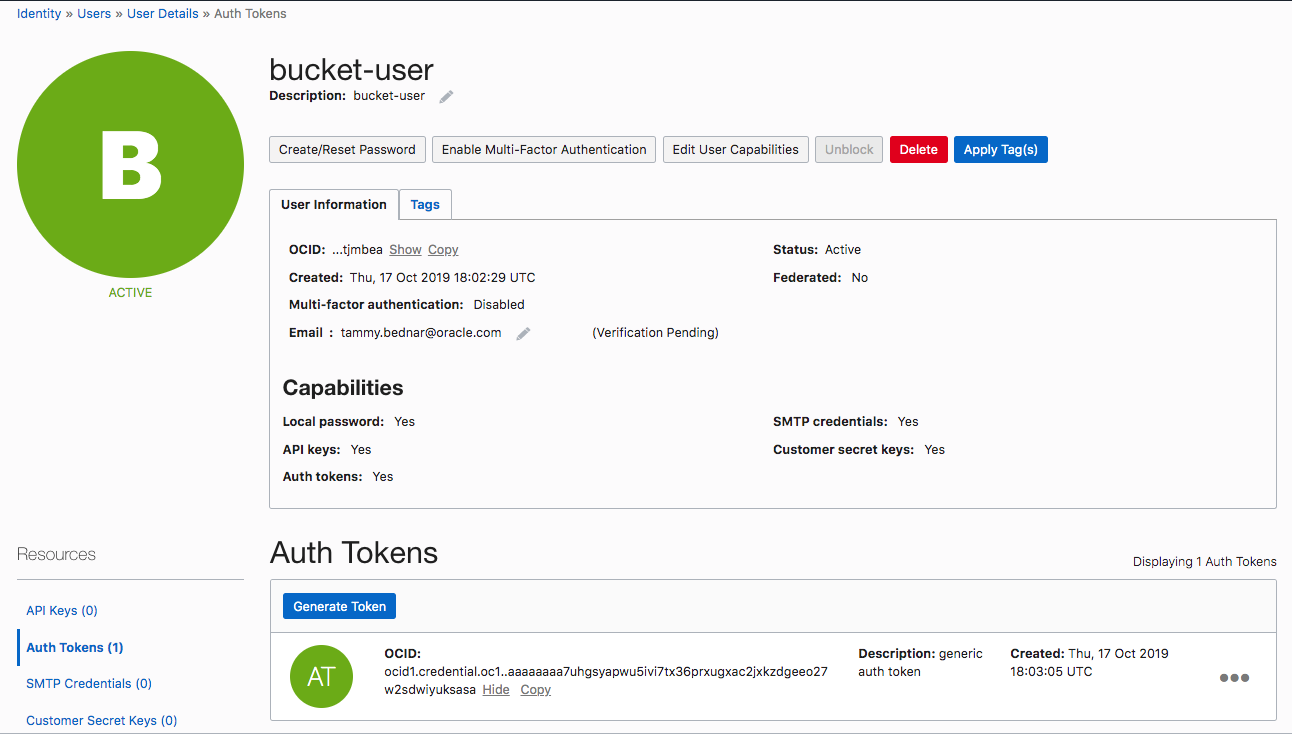 Identity » Users » User Details » Auth Tokens
B
ACTIVE
bucket-user
Description: bucket-user
Create/Reset Password Enable Multi-Factor Authentication Edit User Capabilities Unblock Delete Apply Tag(s)
User Information Tags
OCID: ...tjmbea Show Copy Status: Active
Created: Thu, 17 Oct 2019 18:02:29 UTC Federated: No
Multi-factor authentication: Disabled
Email : tammy.bednar@oracle.com (Verification Pending)
Capabilities
Local password: Yes SMTP credentials: Yes
API keys: Yes Customer secret keys: Yes
Auth tokens: Yes
Resources
API Keys (0)
Auth Tokens (1)
SMTP Credentials (0)
Customer Secret Keys (0)
Auth Tokens
Displaying 1 Auth Tokens
Generate Token
AT
OCID:
ocid1.credential.oc1..aaaaaaaa7uhgsyapwu5ivi7tx36prxugxac2jxkzdgeeo27
w2sdwiyuksasa Hide Copy
Description: generic
auth token
Created: Thu, 17 Oct 2019
18:03:05 UTC